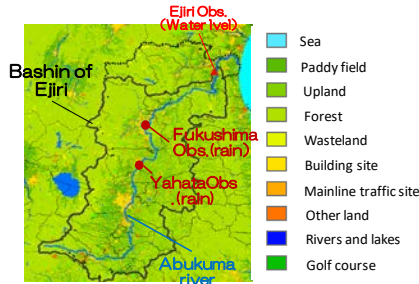 Ejiri Obs.
(Water lvel)
Bashin of
Ejiri
Fukushima
Obs.(rain)
YahataObs
.(rain)
Abukuma
river
Sea
Paddy field
Upland
Forest
Wasteland
Building site
Mainline traffic site
Other land
Rivers and lakes
Golf course